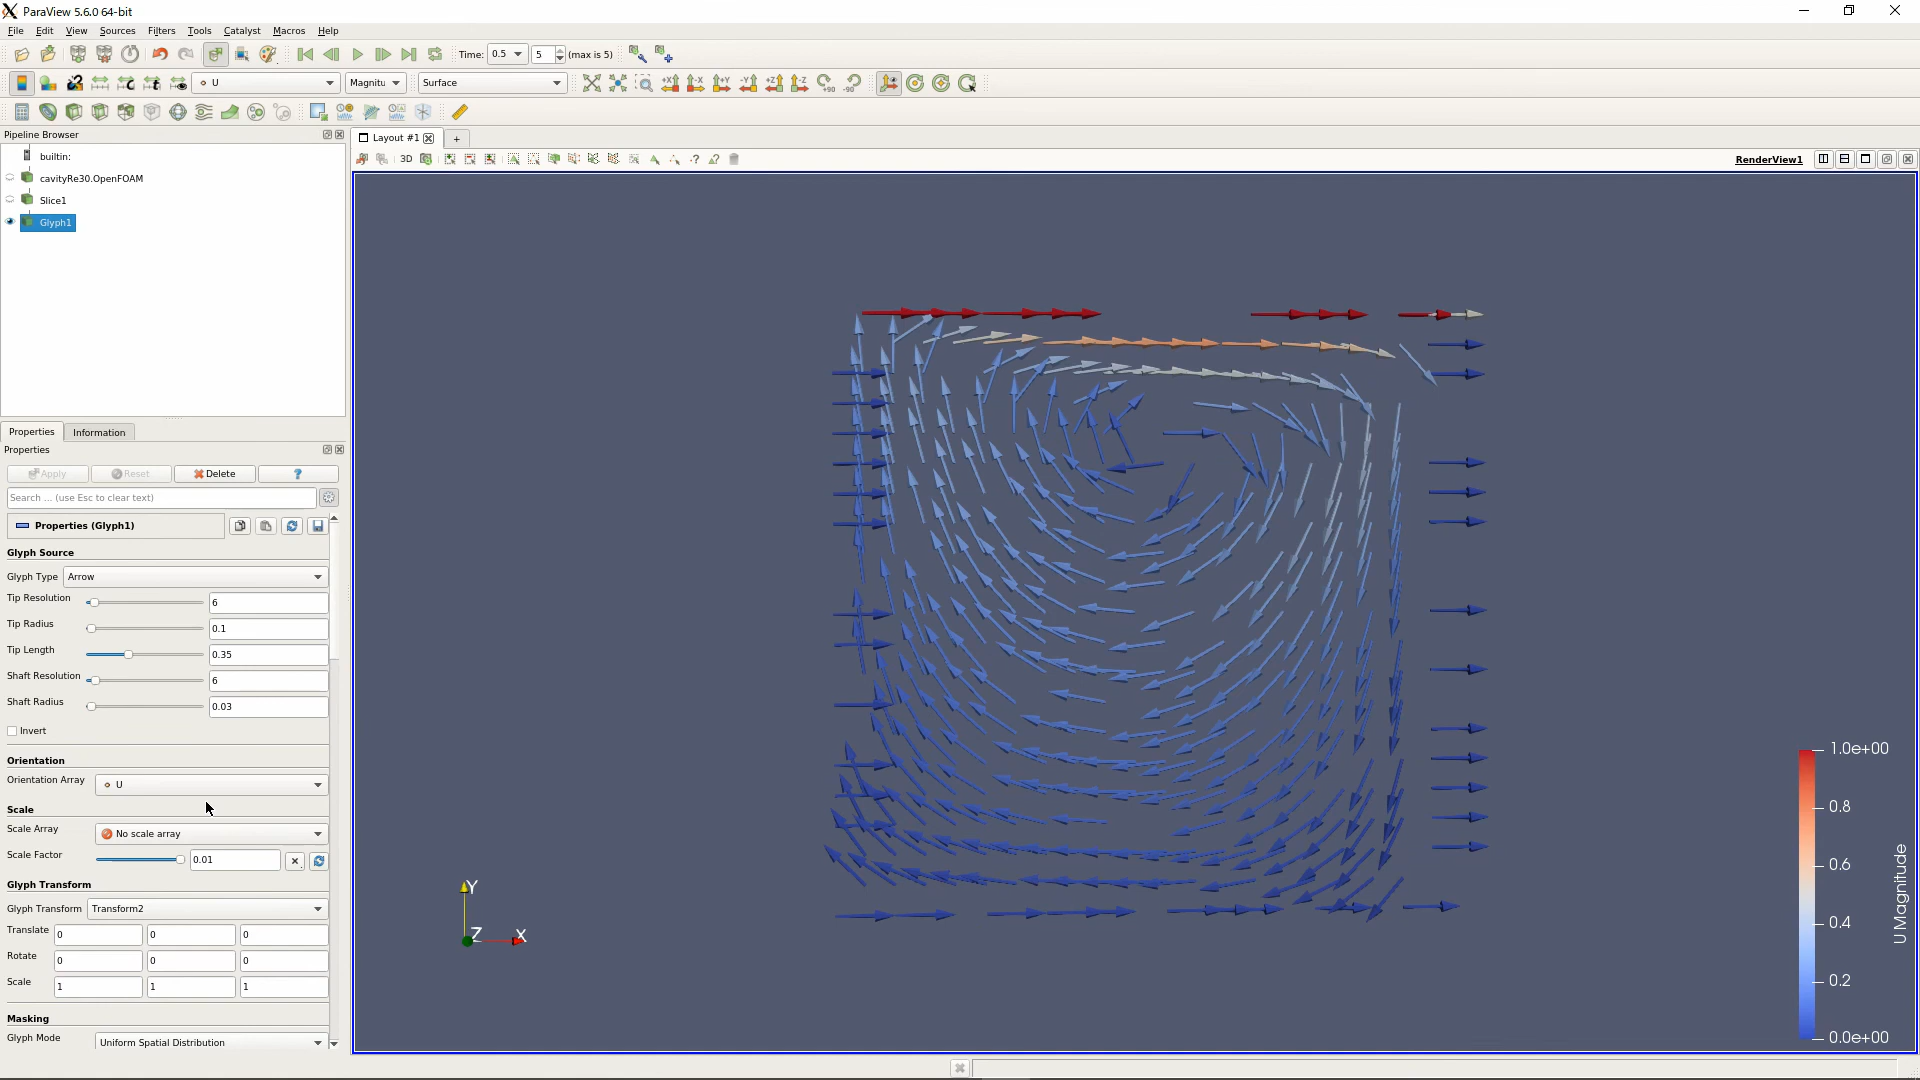 ParaView 5.6.0 64-bit
File Edit View Sources Filters Tools Catalyst Macros Help
Time: 0.5 5 (max is 5)
U Magnitu Surface
+X -X +Y -Y +Z -Z +90 -90
Pipeline Browser
builtin:
cavityRe30.OpenFOAM
Slice1
Glyph1
Layout #1 +
3D RenderView1
Properties Information
Properties
Apply Reset Delete ?
Search ... (use Esc to clear text)
Properties (Glyph1)
Glyph Source
Glyph Type Arrow
Tip Resolution 6
Tip Radius 0.1
Tip Length 0.35
Shaft Resolution 6
Shaft Radius 0.03
Invert
Orientation
Orientation Array U
Scale
Scale Array No scale array
Scale Factor 0.01
Glyph Transform
Glyph Transform Transform2
Translate 0 0 0
Rotate 0 0 0
Scale 1 1 1
Masking
Glyph Mode Uniform Spatial Distribution
Y
Z X
1.0e+00
0.8
0.6
0.4
0.2
0.0e+00
U Magnitude